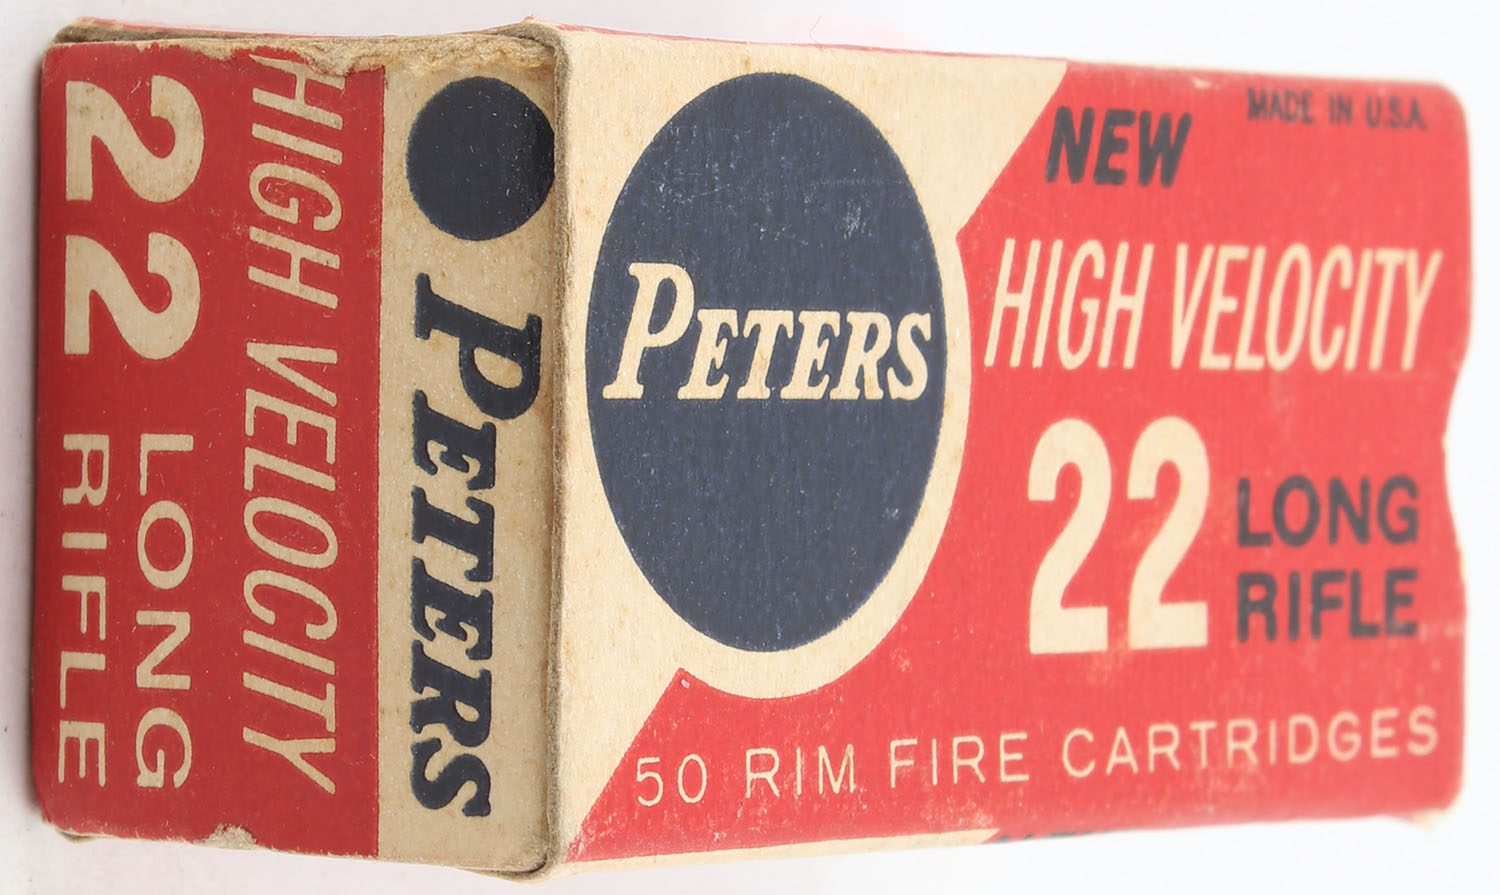 PETERS
NEW
MADE IN U.S.A.
HIGH VELOCITY
22
LONG
RIFLE
50 RIM FIRE CARTRIDGES
PETERS
HIGH VELOCITY
22 LONG
RIFLE